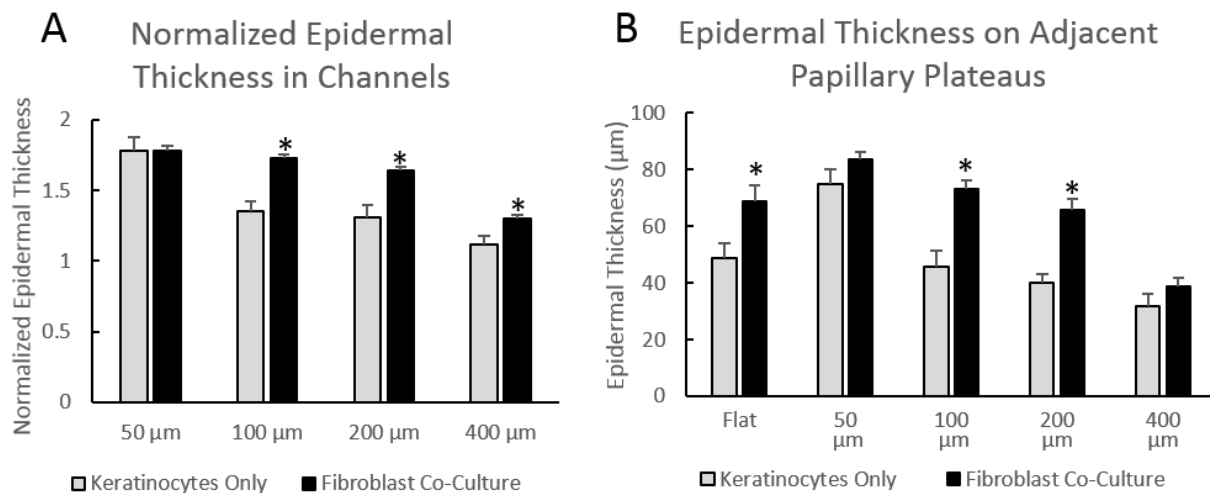 A
Normalized Epidermal
Thickness in Channels
Normalized Epidermal Thickness
2
1.5
1
0.5
0
*
*
*
50 µm
100 µm
200 µm
400 µm
Keratinocytes Only
Fibroblast Co-Culture
B
Epidermal Thickness on Adjacent
Papillary Plateaus
Epidermal Thickness (µm)
100
80
60
40
20
0
*
*
*
Flat
50
µm
100
µm
200
µm
400
µm
Keratinocytes Only
Fibroblast Co-Culture